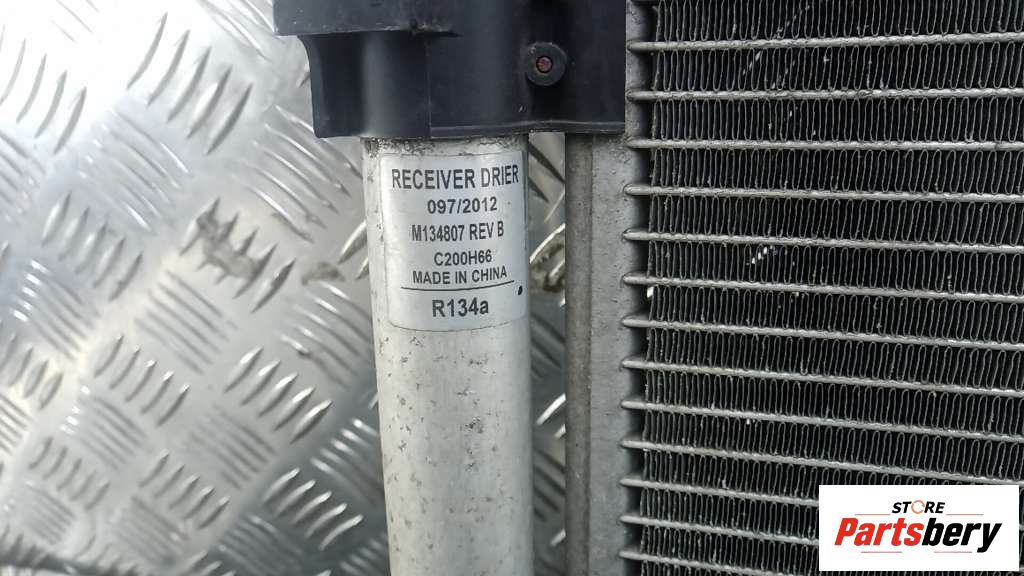 RECEIVER DRIER
097/2012
M134807 REV B
C200H66
MADE IN CHINA
R134a
STORE
Partsbery